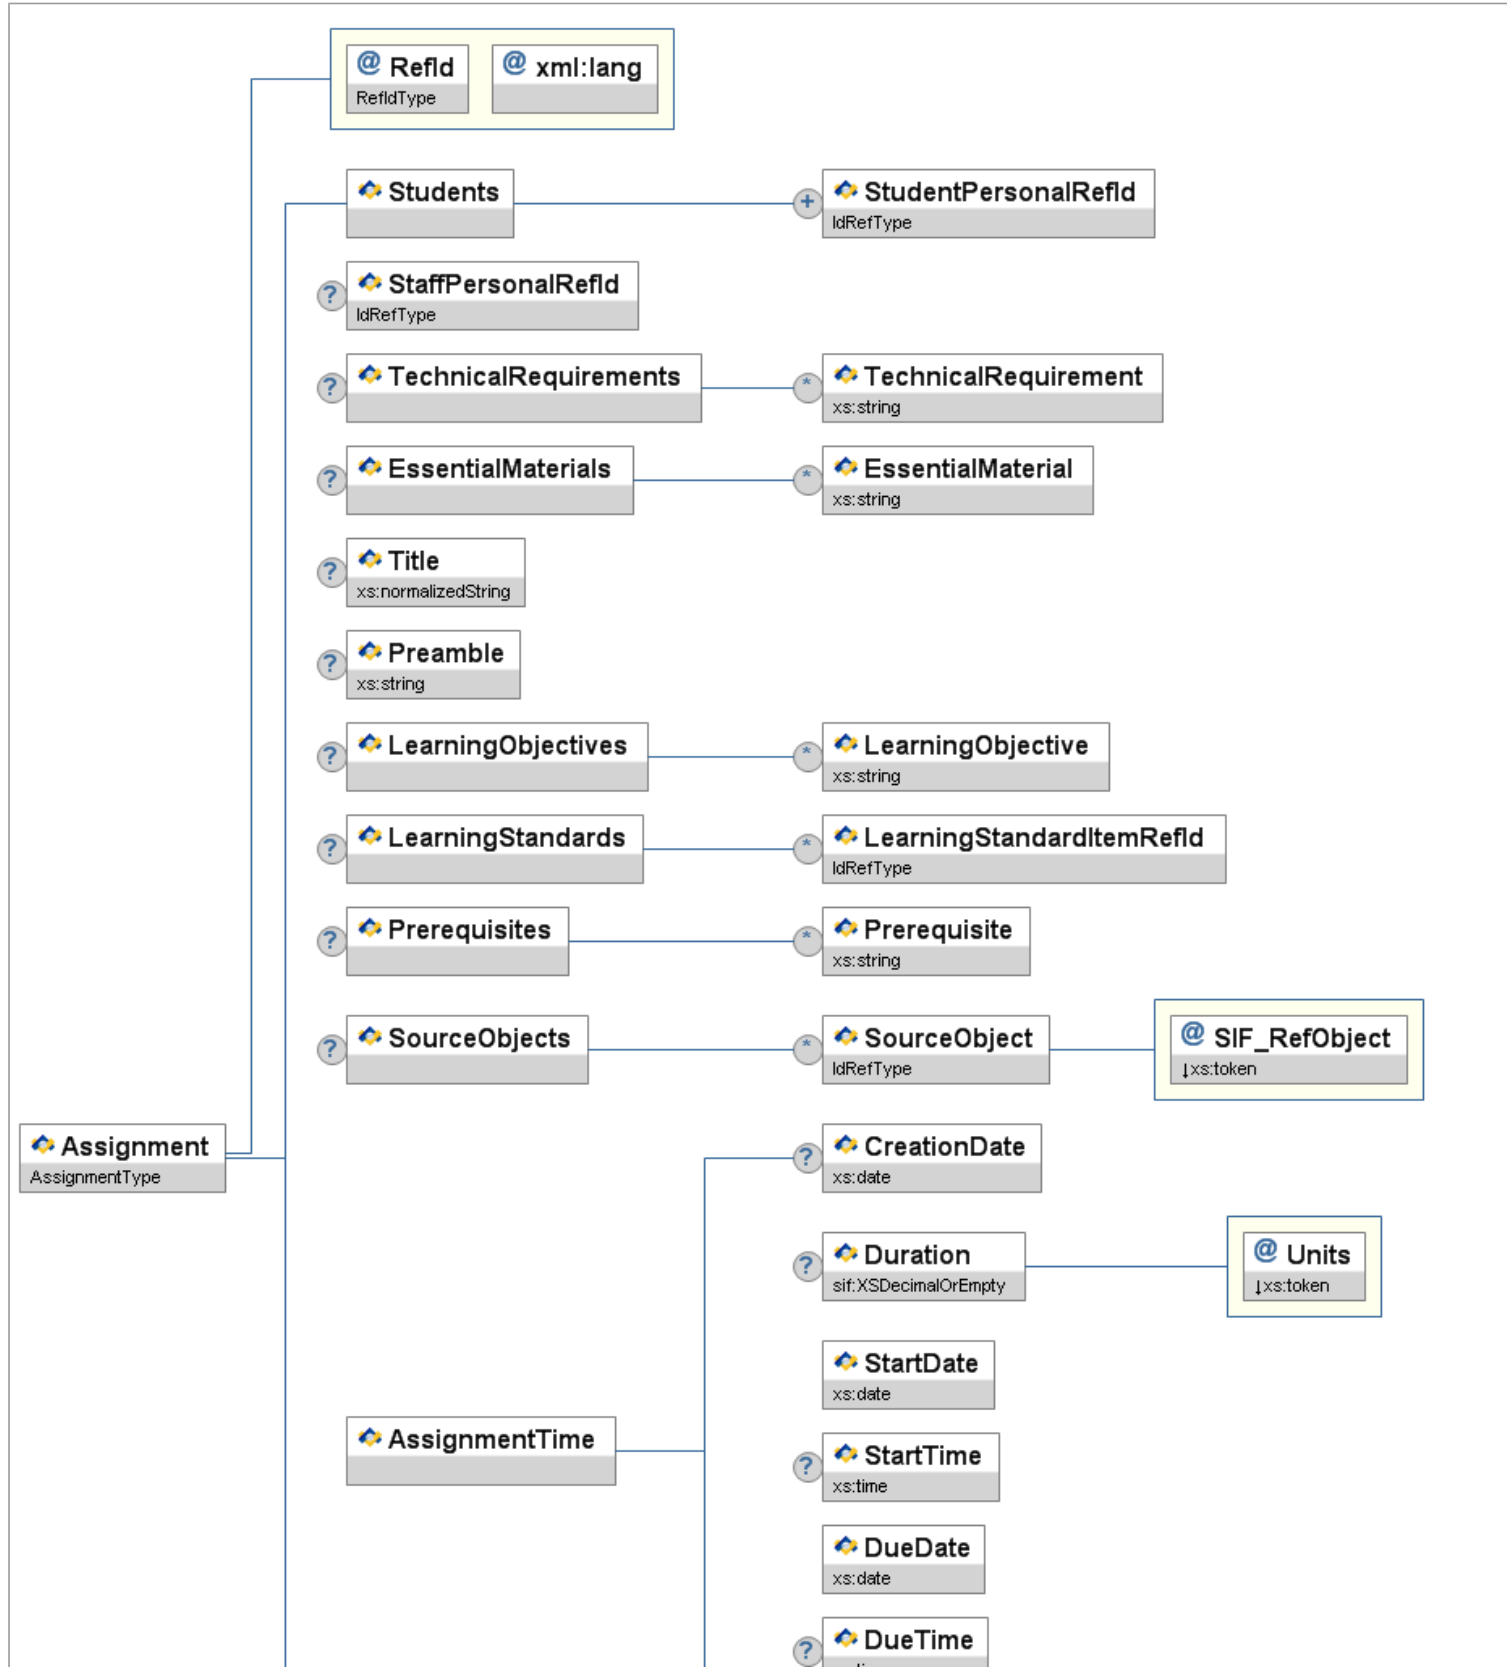 @ RefId
RefIdType
@ xml:lang
Students
+
StudentPersonalRefId
IdRefType
?
StaffPersonalRefId
IdRefType
?
TechnicalRequirements
*
TechnicalRequirement
xs:string
?
EssentialMaterials
*
EssentialMaterial
xs:string
?
Title
xs:normalizedString
?
Preamble
xs:string
?
LearningObjectives
*
LearningObjective
xs:string
?
LearningStandards
*
LearningStandardItemRefId
IdRefType
?
Prerequisites
*
Prerequisite
xs:string
?
SourceObjects
*
SourceObject
IdRefType
@ SIF_RefObject
↓xs:token
Assignment
AssignmentType
?
CreationDate
xs:date
?
Duration
sif:XSDecimalOrEmpty
@ Units
↓xs:token
StartDate
xs:date
AssignmentTime
?
StartTime
xs:time
DueDate
xs:date
?
DueTime